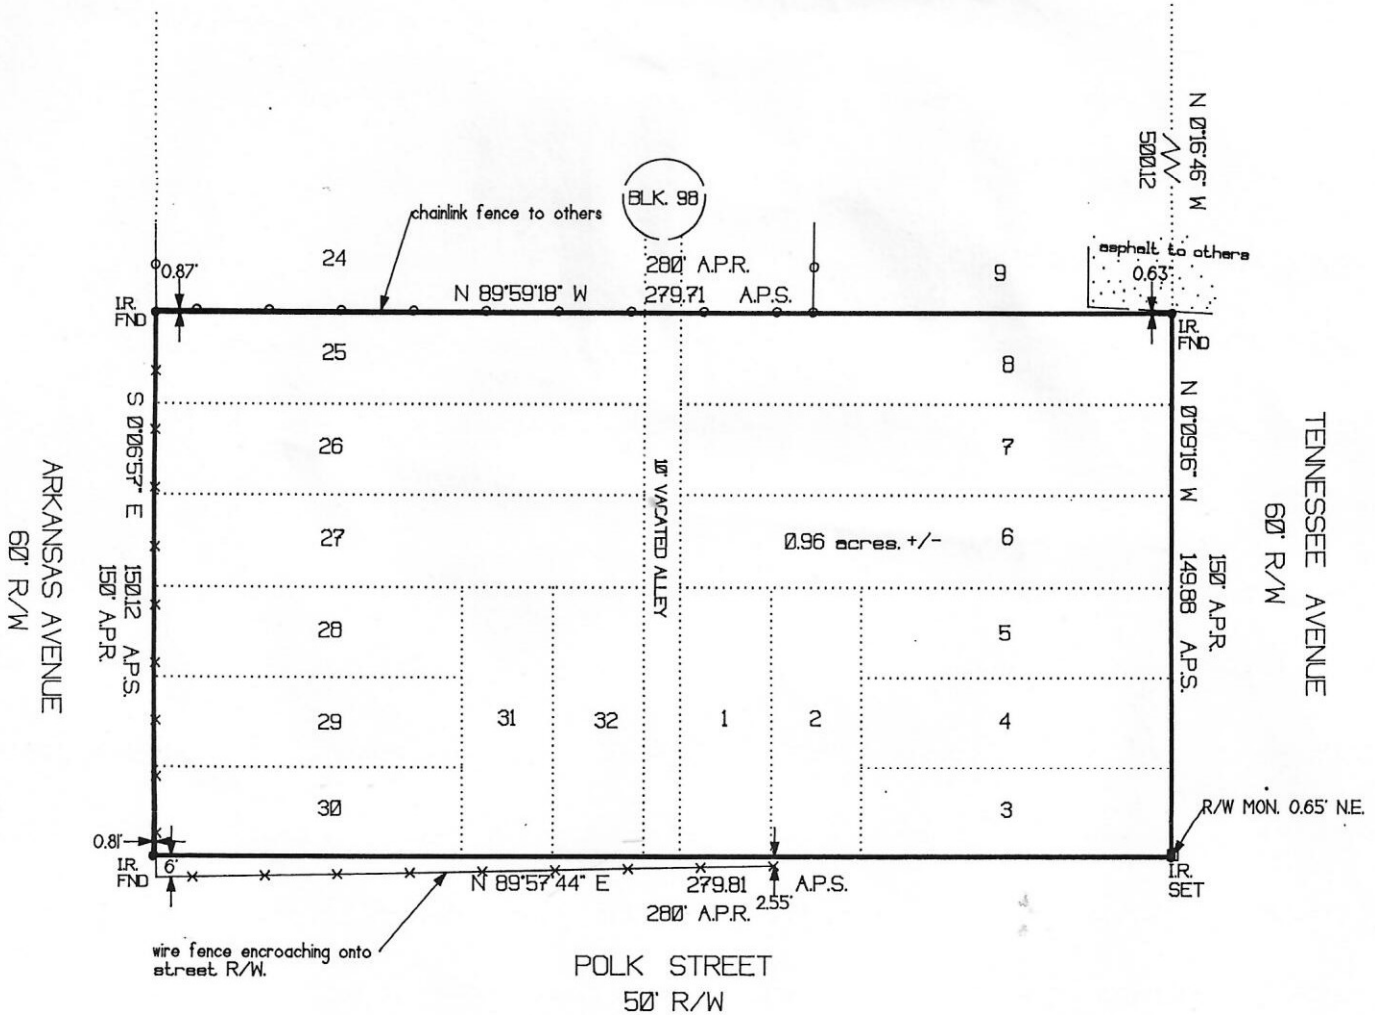 N 0°16'46" W
500.12
BLK. 98
chainlink fence to others
asphalt to others
24
9
0.87'
0.63'
280' A.P.R.
N 89°59'18" W 279.71 A.P.S.
I.R.
FND
I.R.
FND
25
8
26
7
27
6
0.96 acres. +/-
10' VACATED ALLEY
S 0°06'57" E 150.12 A.P.S.
150' A.P.R.
N 0°09'16" W 149.86 A.P.S.
150' A.P.R.
ARKANSAS AVENUE
60' R/W
TENNESSEE AVENUE
60' R/W
28
5
29
31
32
1
2
4
30
3
R/W MON. 0.65' N.E.
0.81'
I.R.
FND
6'
I.R.
SET
N 89°57'44" E 279.81 A.P.S.
280' A.P.R.
2.55'
wire fence encroaching onto
street R/W.
POLK STREET
50' R/W